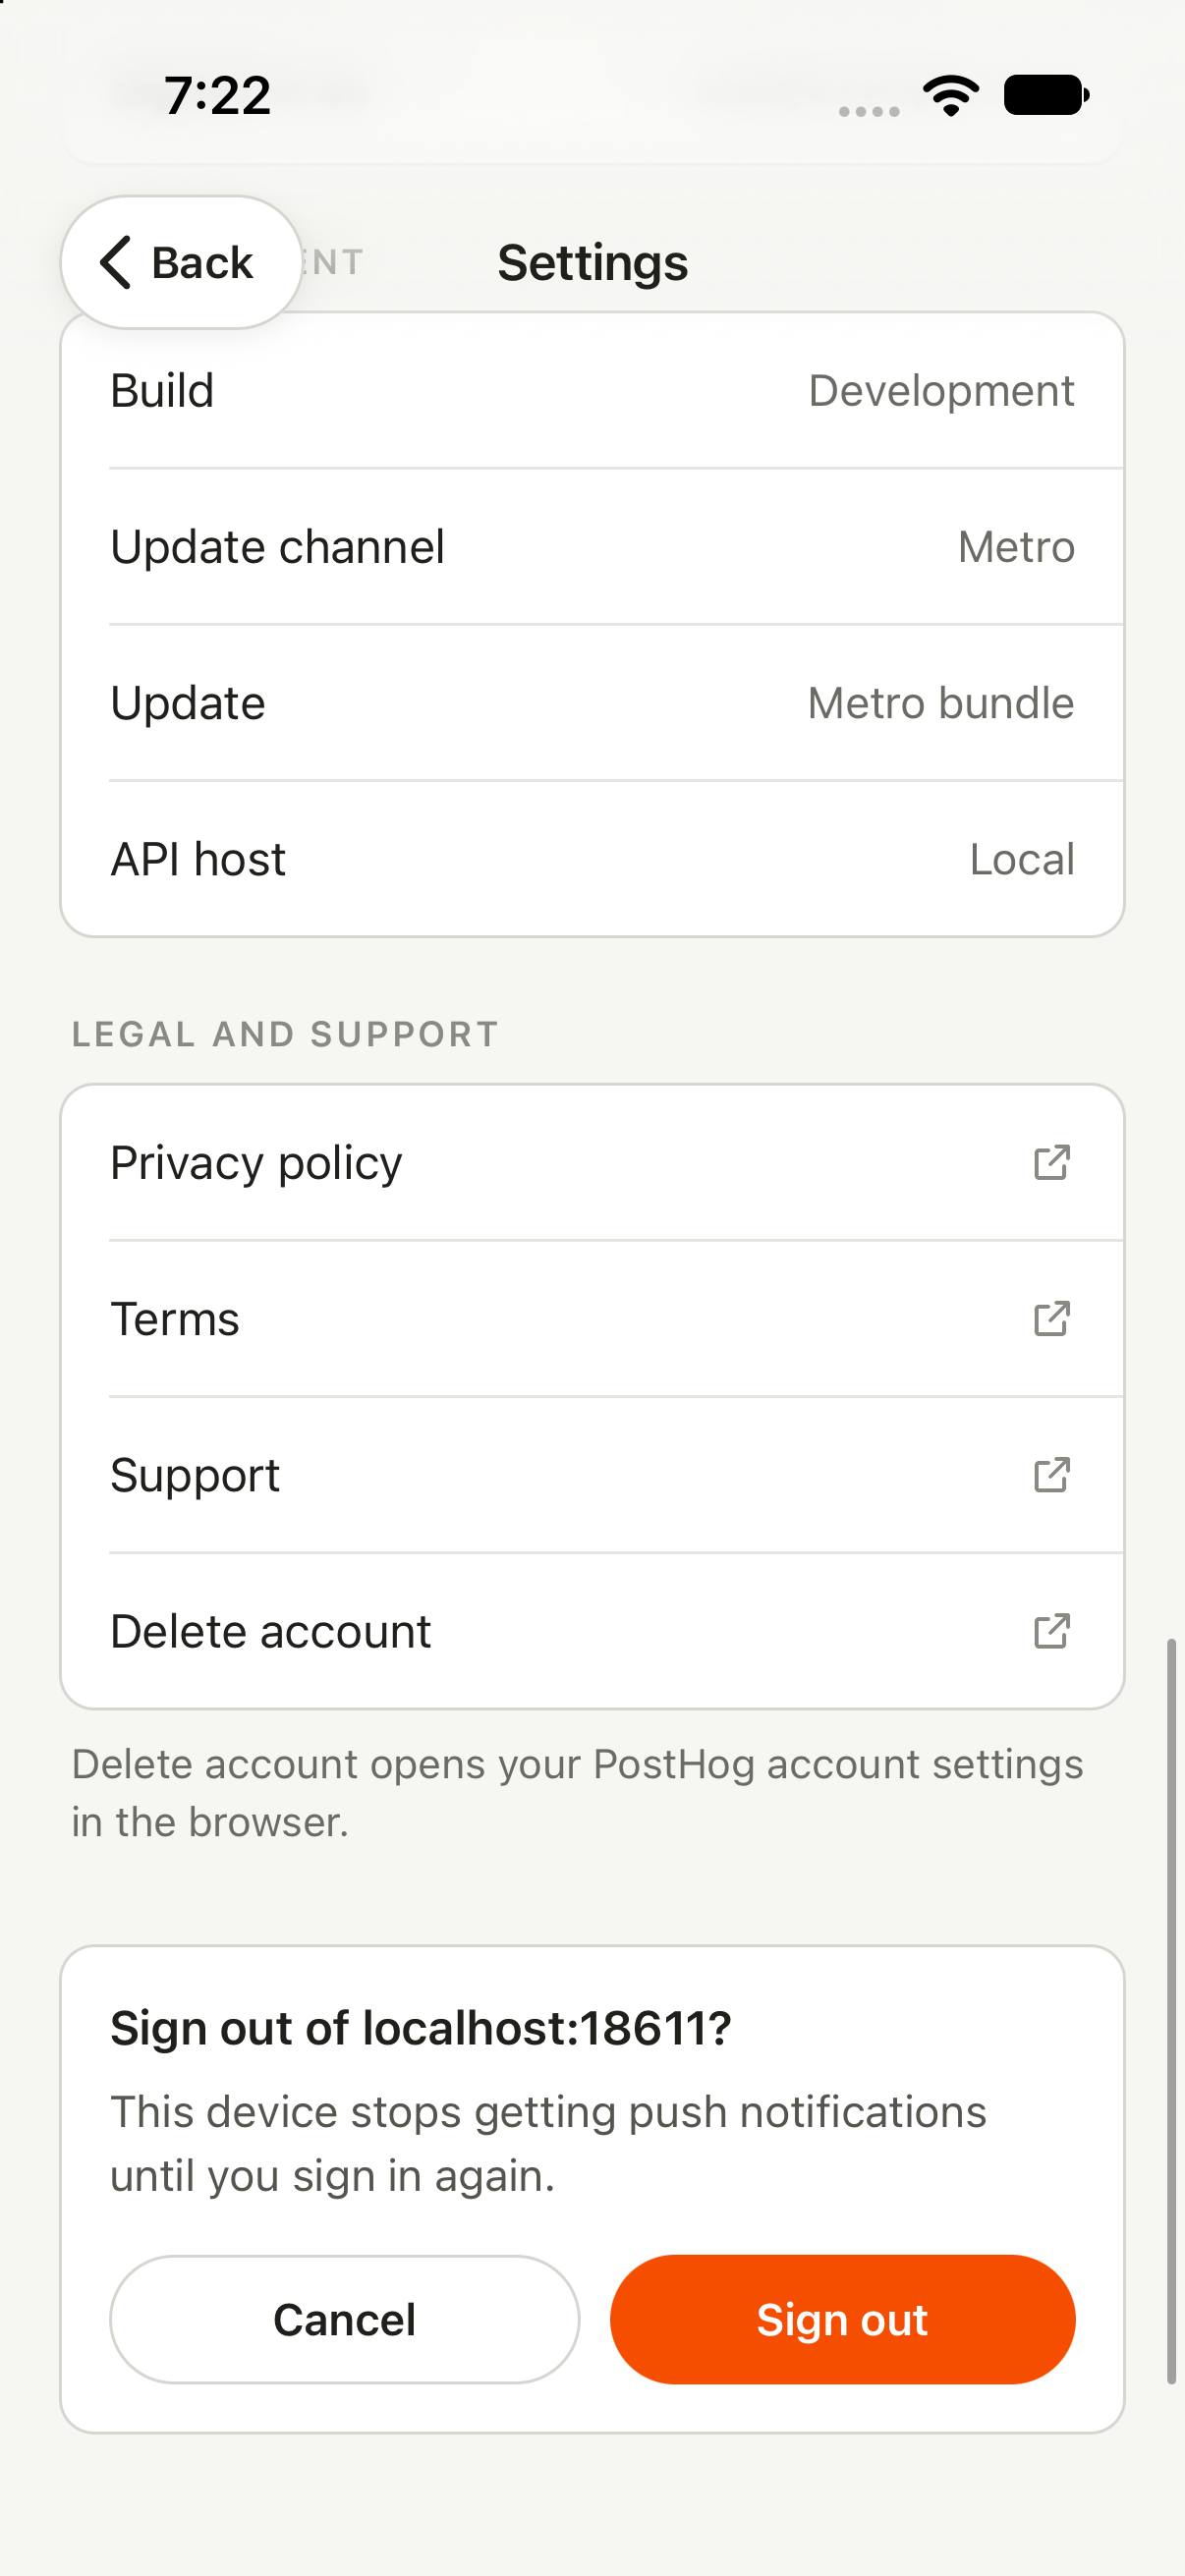 7:22
Back
ENT
Settings
Build
Development
Update channel
Metro
Update
Metro bundle
API host
Local
LEGAL AND SUPPORT
Privacy policy
Terms
Support
Delete account
Delete account opens your PostHog account settings
in the browser.
Sign out of localhost:18611?
This device stops getting push notifications
until you sign in again.
Cancel
Sign out